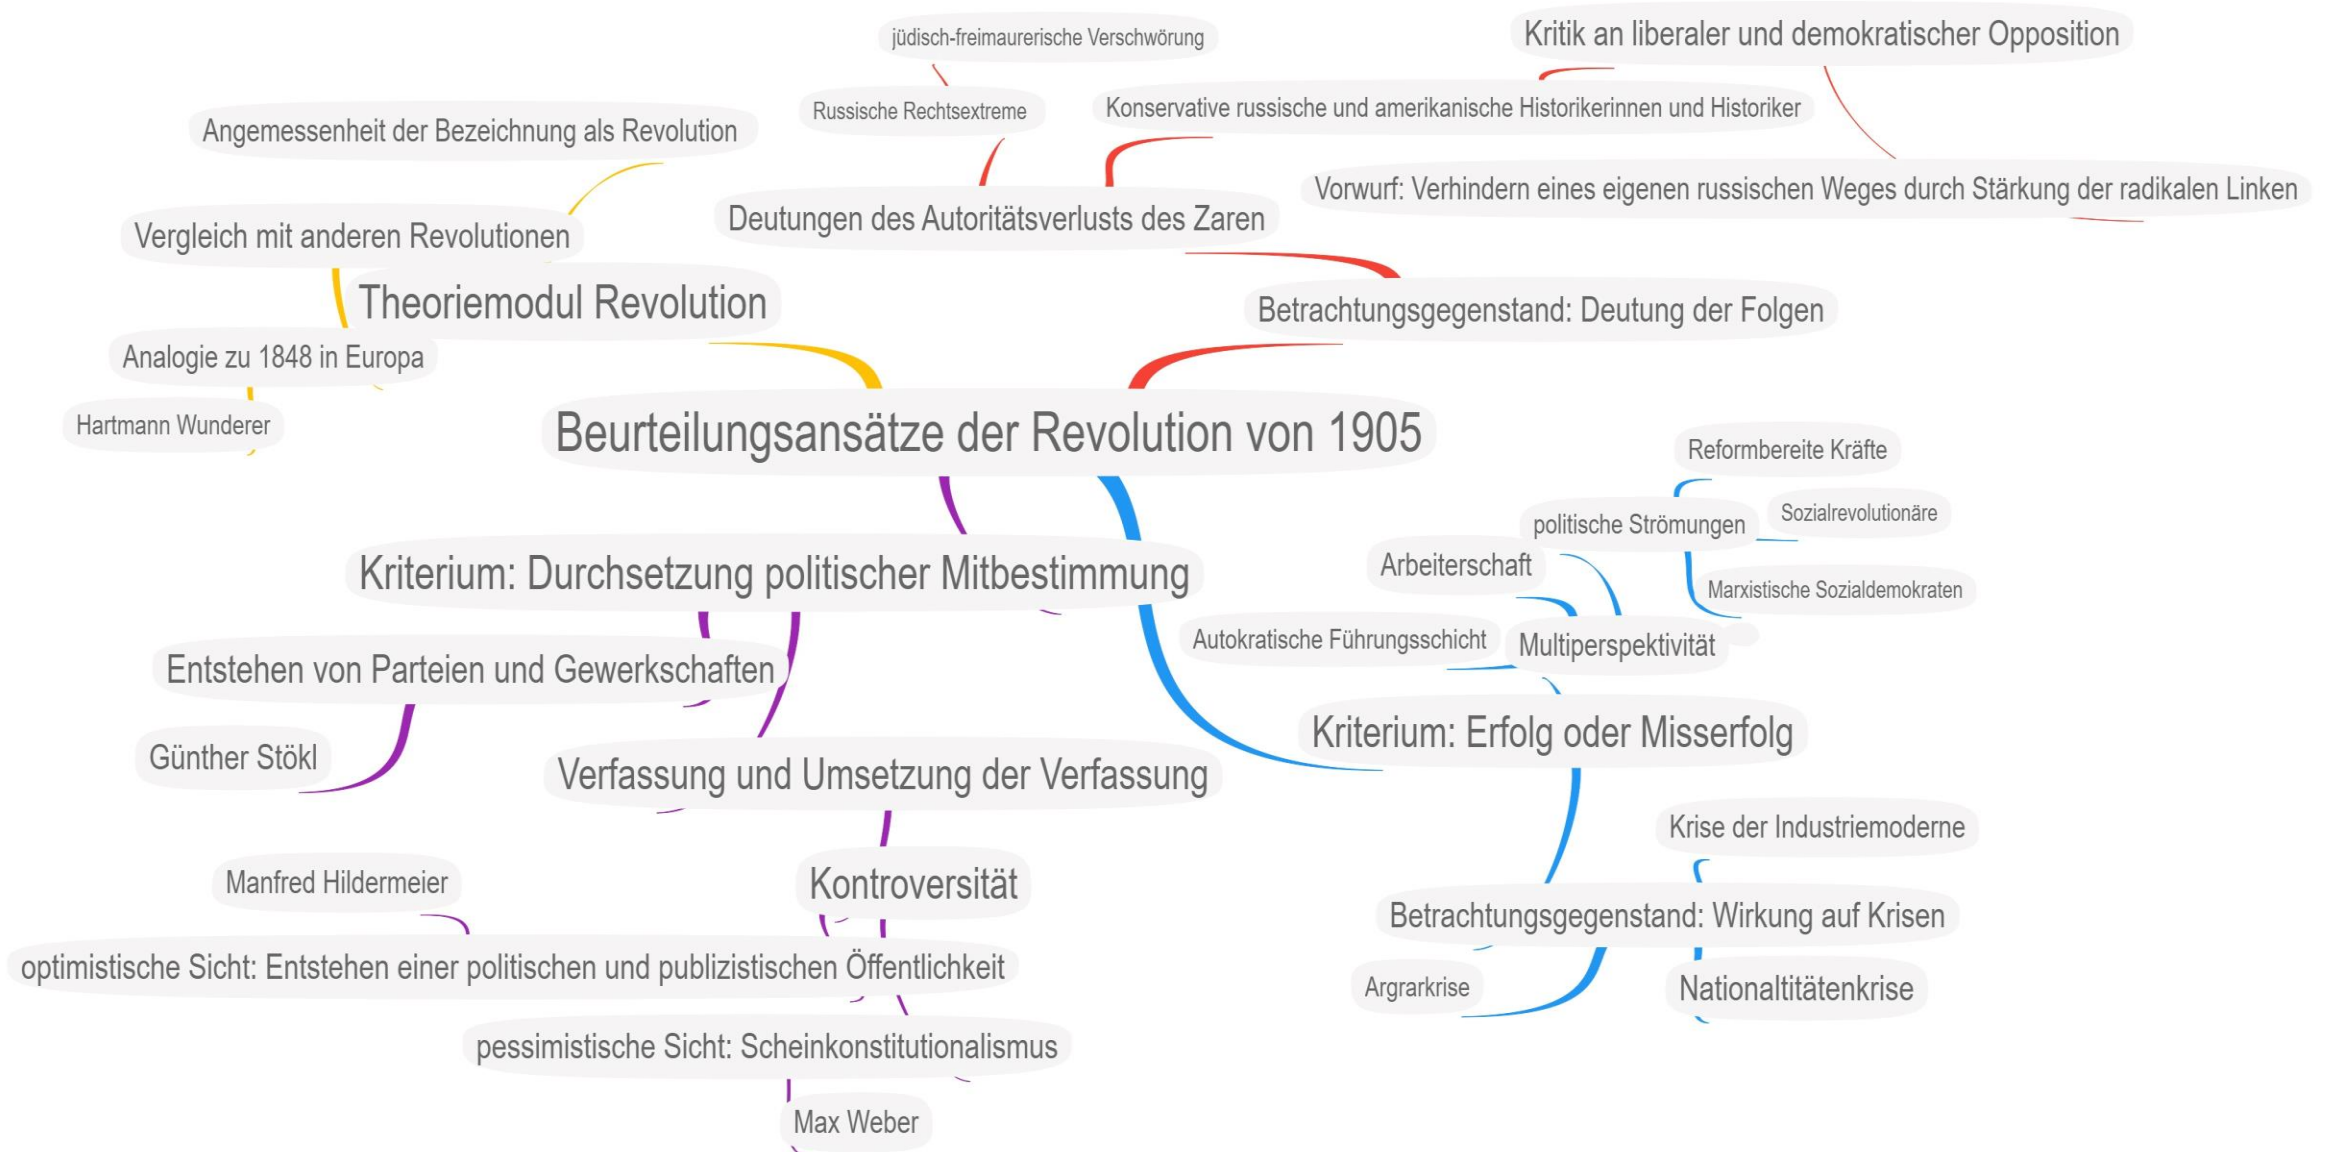 jüdisch-freimaurerische Verschwörung
Kritik an liberaler und demokratischer Opposition
Russische Rechtsextreme
Konservative russische und amerikanische Historikerinnen und Historiker
Angemessenheit der Bezeichnung als Revolution
Vorwurf: Verhindern eines eigenen russischen Weges durch Stärkung der radikalen Linken
Deutungen des Autoritätsverlusts des Zaren
Vergleich mit anderen Revolutionen
Theoriemodul Revolution
Betrachtungsgegenstand: Deutung der Folgen
Analogie zu 1848 in Europa
Hartmann Wunderer
Beurteilungsansätze der Revolution von 1905
Reformbereite Kräfte
Sozialrevolutionäre
politische Strömungen
Arbeiterschaft
Kriterium: Durchsetzung politischer Mitbestimmung
Marxistische Sozialdemokraten
Autokratische Führungsschicht
Multiperspektivität
Entstehen von Parteien und Gewerkschaften
Kriterium: Erfolg oder Misserfolg
Günther Stökl
Verfassung und Umsetzung der Verfassung
Krise der Industriemoderne
Manfred Hildermeier
Kontroversität
Betrachtungsgegenstand: Wirkung auf Krisen
optimistische Sicht: Entstehen einer politischen und publizistischen Öffentlichkeit
Argrarkrise
Nationaltitätenkrise
pessimistische Sicht: Scheinkonstitutionalismus
Max Weber